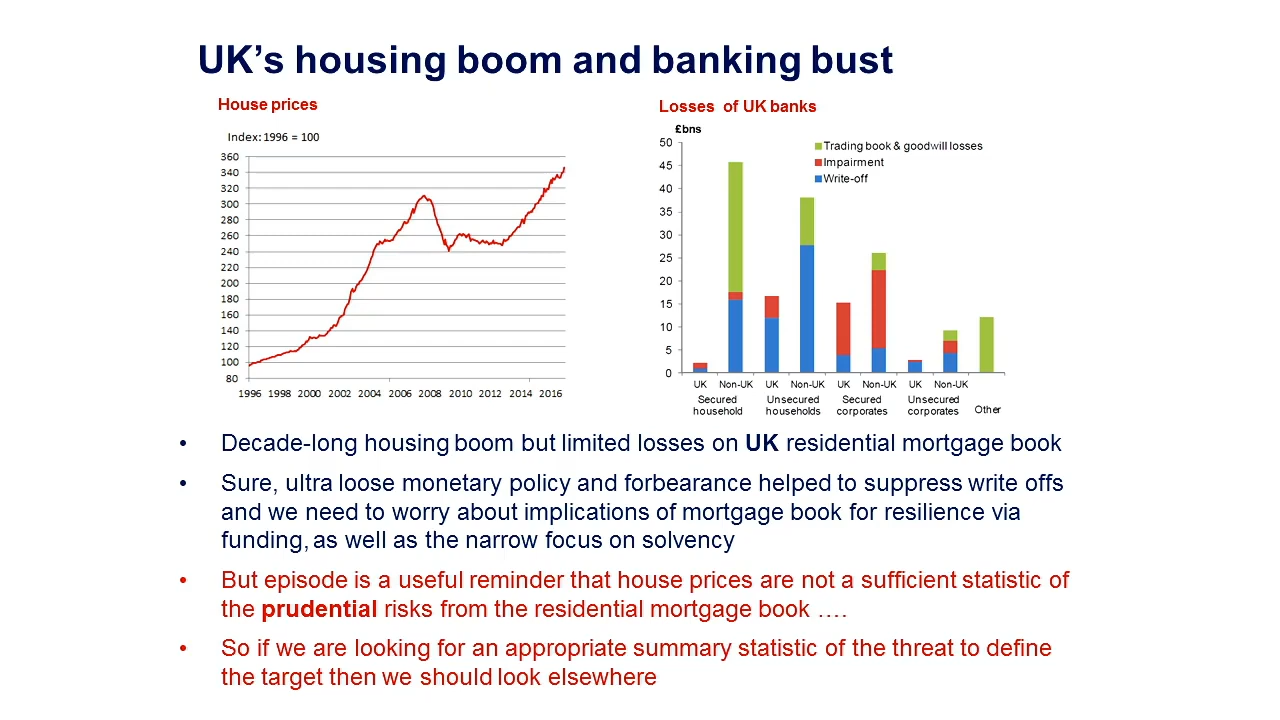 UK's housing boom and banking bust
House prices
Index: 1996 = 100
360
340
320
300
280
260
240
220
200
180
160
140
120
100
80
1996 1998 2000 2002 2004 2006 2008 2010 2012 2014 2016
Losses of UK banks
£bns
50
45
40
35
30
25
20
15
10
5
0
Trading book & goodwill losses
Impairment
Write-off
UK Non-UK UK Non-UK UK Non-UK UK Non-UK
Secured Unsecured Secured Unsecured
household households corporates corporates Other
• Decade-long housing boom but limited losses on UK residential mortgage book
• Sure, ultra loose monetary policy and forbearance helped to suppress write offs
and we need to worry about implications of mortgage book for resilience via
funding, as well as the narrow focus on solvency
• But episode is a useful reminder that house prices are not a sufficient statistic of
the prudential risks from the residential mortgage book ….
• So if we are looking for an appropriate summary statistic of the threat to define
the target then we should look elsewhere